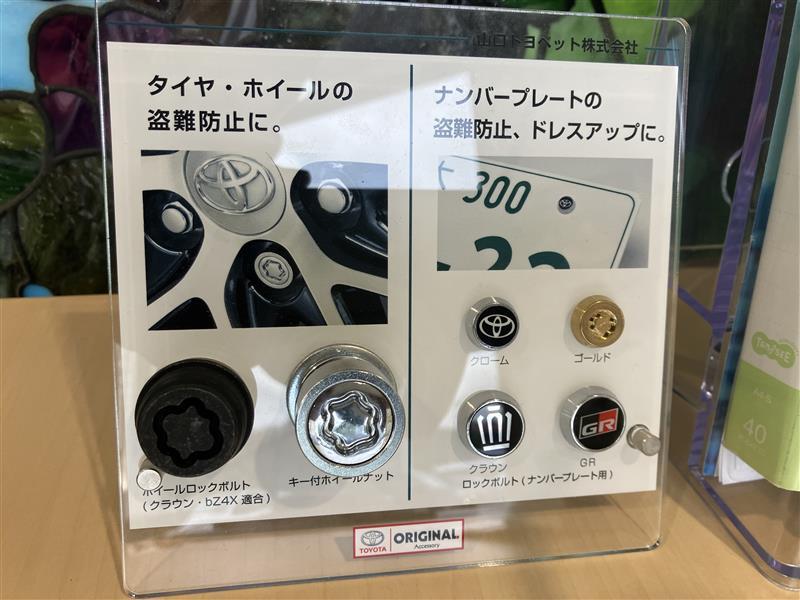 山口トヨペット株式会社
タイヤ・ホイールの
盗難防止に。
ナンバープレートの
盗難防止、ドレスアップに。
300
クローム
ゴールド
クラウン
GR
GR
ロックボルト(ナンバープレート用)
ホイールロックボルト
(クラウン・bZ4X 適合)
キー付ホイールナット
TOYOTA
ORIGINAL
Accessory
TANOSEE
A4-S
40